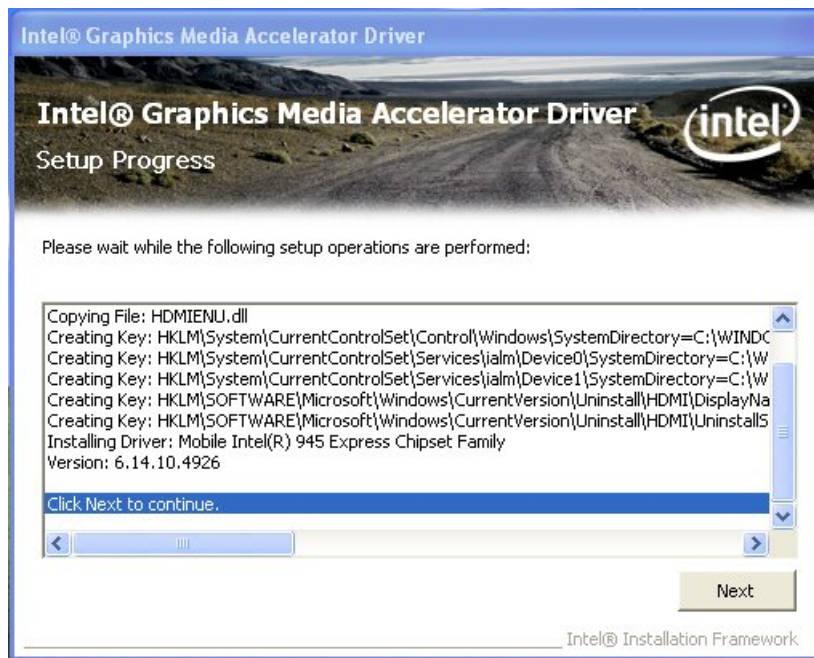 Intel® Graphics Media Accelerator Driver
Intel® Graphics Media Accelerator Driver
Setup Progress
intel
Please wait while the following setup operations are performed:
Copying File: HDMIENU.dll
Creating Key: HKLM\System\CurrentControlSet\Control\Windows\SystemDirectory=C:\WINDO
Creating Key: HKLM\System\CurrentControlSet\Services\ialm\Device0\SystemDirectory=C:\W
Creating Key: HKLM\System\CurrentControlSet\Services\ialm\Device1\SystemDirectory=C:\W
Creating Key: HKLM\SOFTWARE\Microsoft\Windows\CurrentVersion\Uninstall\HDMI\DisplayNa
Creating Key: HKLM\SOFTWARE\Microsoft\Windows\CurrentVersion\Uninstall\HDMI\UninstallS
Installing Driver: Mobile Intel(R) 945 Express Chipset Family
Version: 6.14.10.4926
Click Next to continue.
Next
Intel® Installation Framework